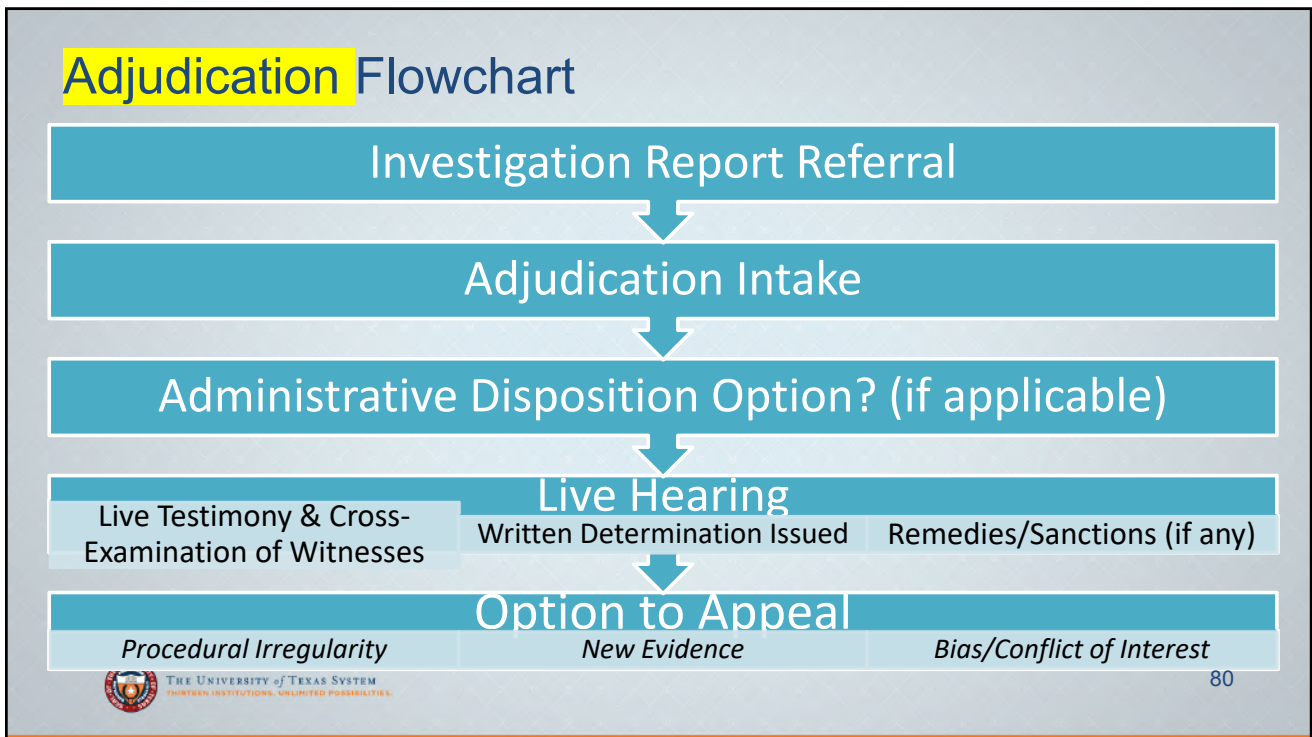 Adjudication Flowchart
Investigation Report Referral
Adjudication Intake
Administrative Disposition Option? (if applicable)
Live Hearing
Live Testimony & Cross-
Examination of Witnesses
Written Determination Issued
Remedies/Sanctions (if any)
Option to Appeal
Procedural Irregularity
New Evidence
Bias/Conflict of Interest
THE UNIVERSITY of TEXAS SYSTEM
THIRTEEN INSTITUTIONS. UNLIMITED POSSIBILITIES.
80